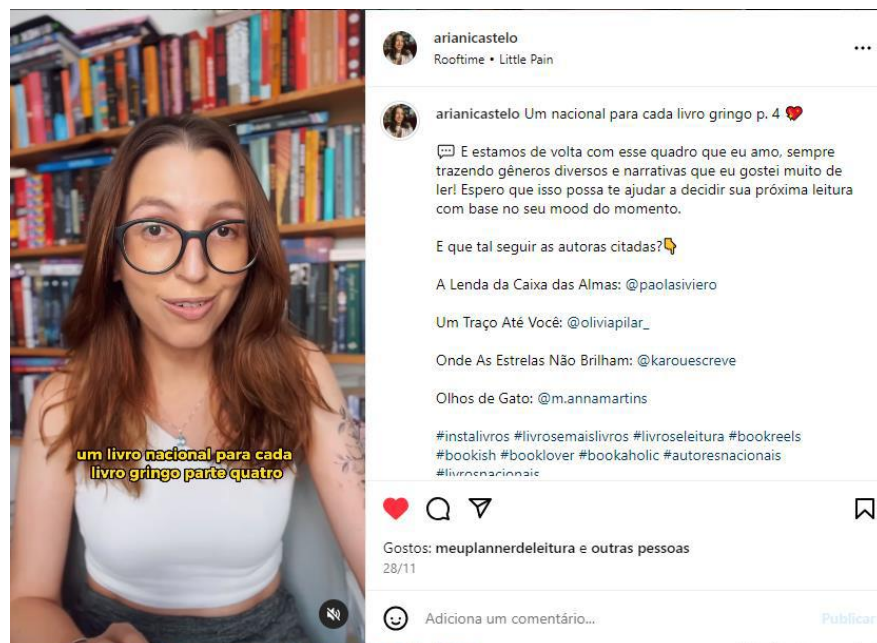 um livro nacional para cada
livro gringo parte quatro
arianicastelo
Rooftime • Little Pain
arianicastelo Um nacional para cada livro gringo p. 4 💘
💬 E estamos de volta com esse quadro que eu amo, sempre
trazendo gêneros diversos e narrativas que eu gostei muito de
ler! Espero que isso possa te ajudar a decidir sua próxima leitura
com base no seu mood do momento.
E que tal seguir as autoras citadas?👇
A Lenda da Caixa das Almas: @paolasiviero
Um Traço Até Você: @oliviapilar_
Onde As Estrelas Não Brilham: @karouescreve
Olhos de Gato: @m.annamartins
#instalivros #livrosemaislivros #livroseleitura #bookreels
#bookish #booklover #bookaholic #autoresnacionais
#livrosnacionais
Gostos: meuplannerdeleitura e outras pessoas
28/11
Adiciona um comentário...
Publicar